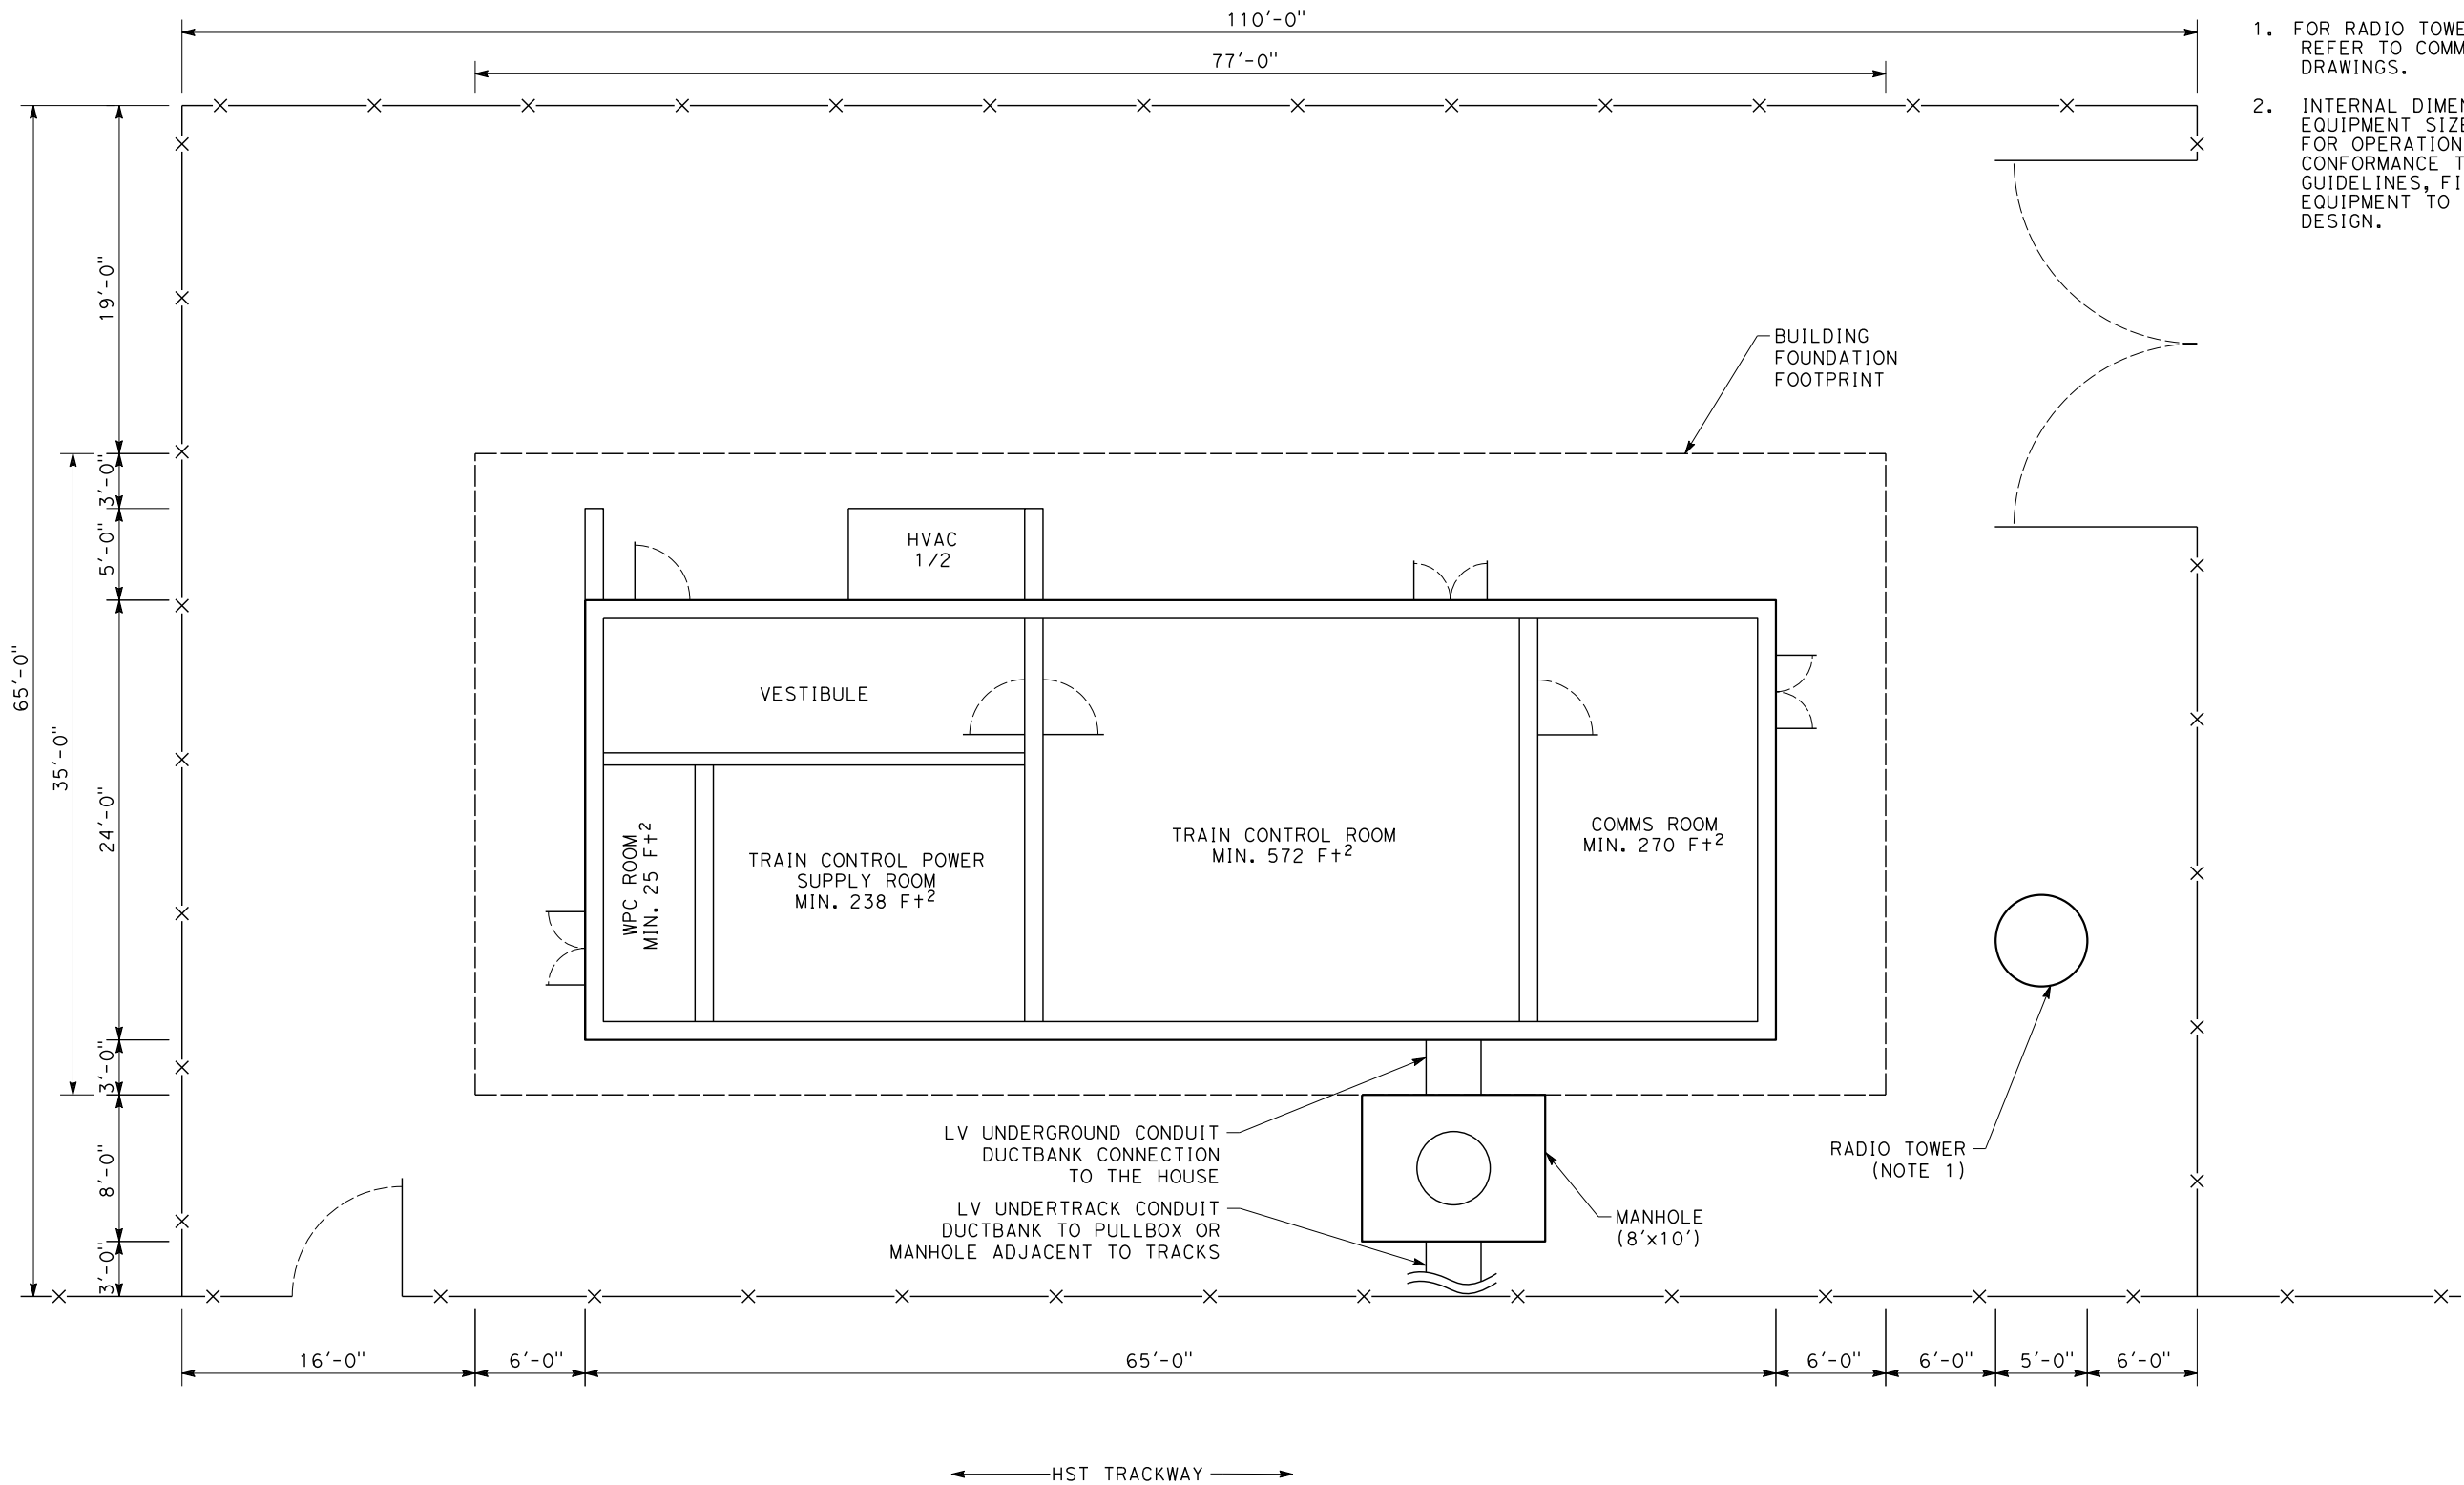 110'-0"
77'-0"
1. FOR RADIO
REFER TO
DRAWINGS.
2. INTERNAL
EQUIPMENT
FOR OPERATION
CONFORMANCE
GUIDELINES,
EQUIPMENT TO
DESIGN.
19'-0"
3'-0"
5'-0"
24'-0"
3'-0"
8'-0"
3'-0"
35'-0"
65'-0"
BUILDING
FOUNDATION
FOOTPRINT
HVAC
1/2
VESTIBULE
WPC ROOM
MIN. 25 Ft²
TRAIN CONTROL POWER
SUPPLY ROOM
MIN. 238 Ft²
TRAIN CONTROL ROOM
MIN. 572 Ft²
COMMS ROOM
MIN. 270 Ft²
LV UNDERGROUND CONDUIT
DUCTBANK CONNECTION
TO THE HOUSE
LV UNDERTRACK CONDUIT
DUCTBANK TO PULLBOX OR
MANHOLE ADJACENT TO TRACKS
MANHOLE
(8'x10')
RADIO TOWER
(NOTE 1)
16'-0"
6'-0"
65'-0"
6'-0"
6'-0"
5'-0"
6'-0"
HST TRACKWAY